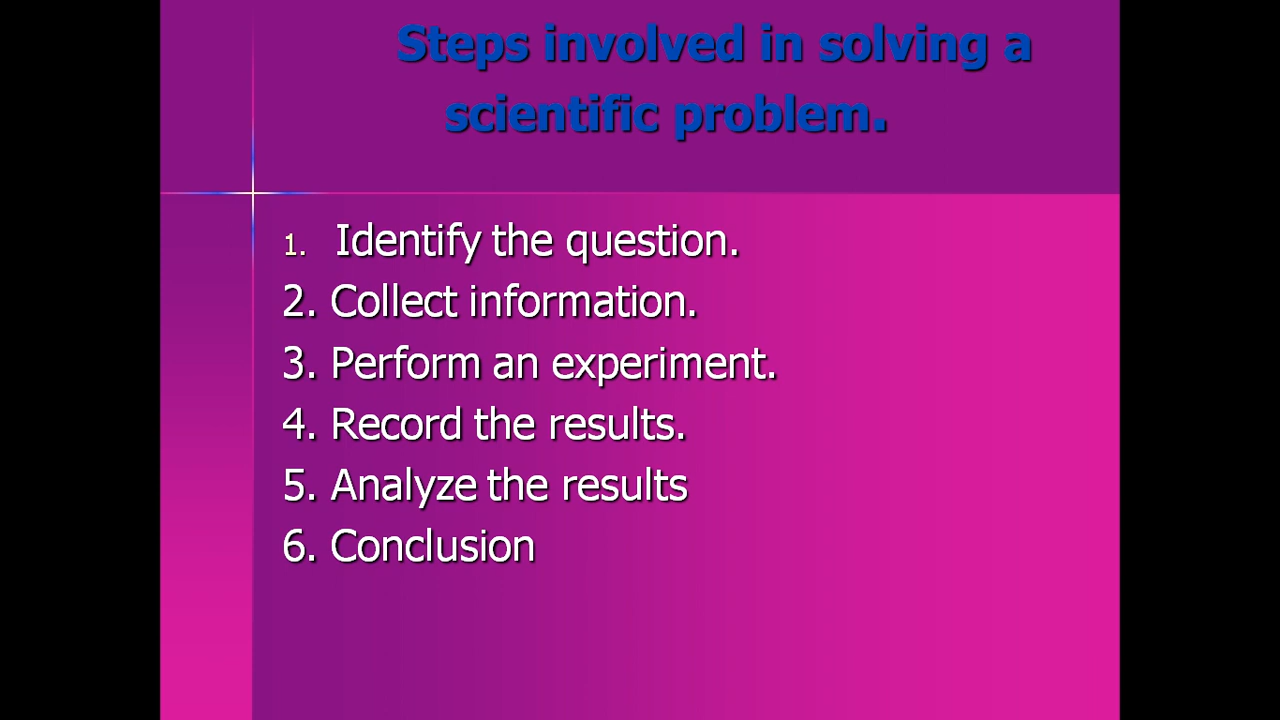 Steps involved in solving a
scientific problem.
1. Identify the question.
2. Collect information.
3. Perform an experiment.
4. Record the results.
5. Analyze the results
6. Conclusion